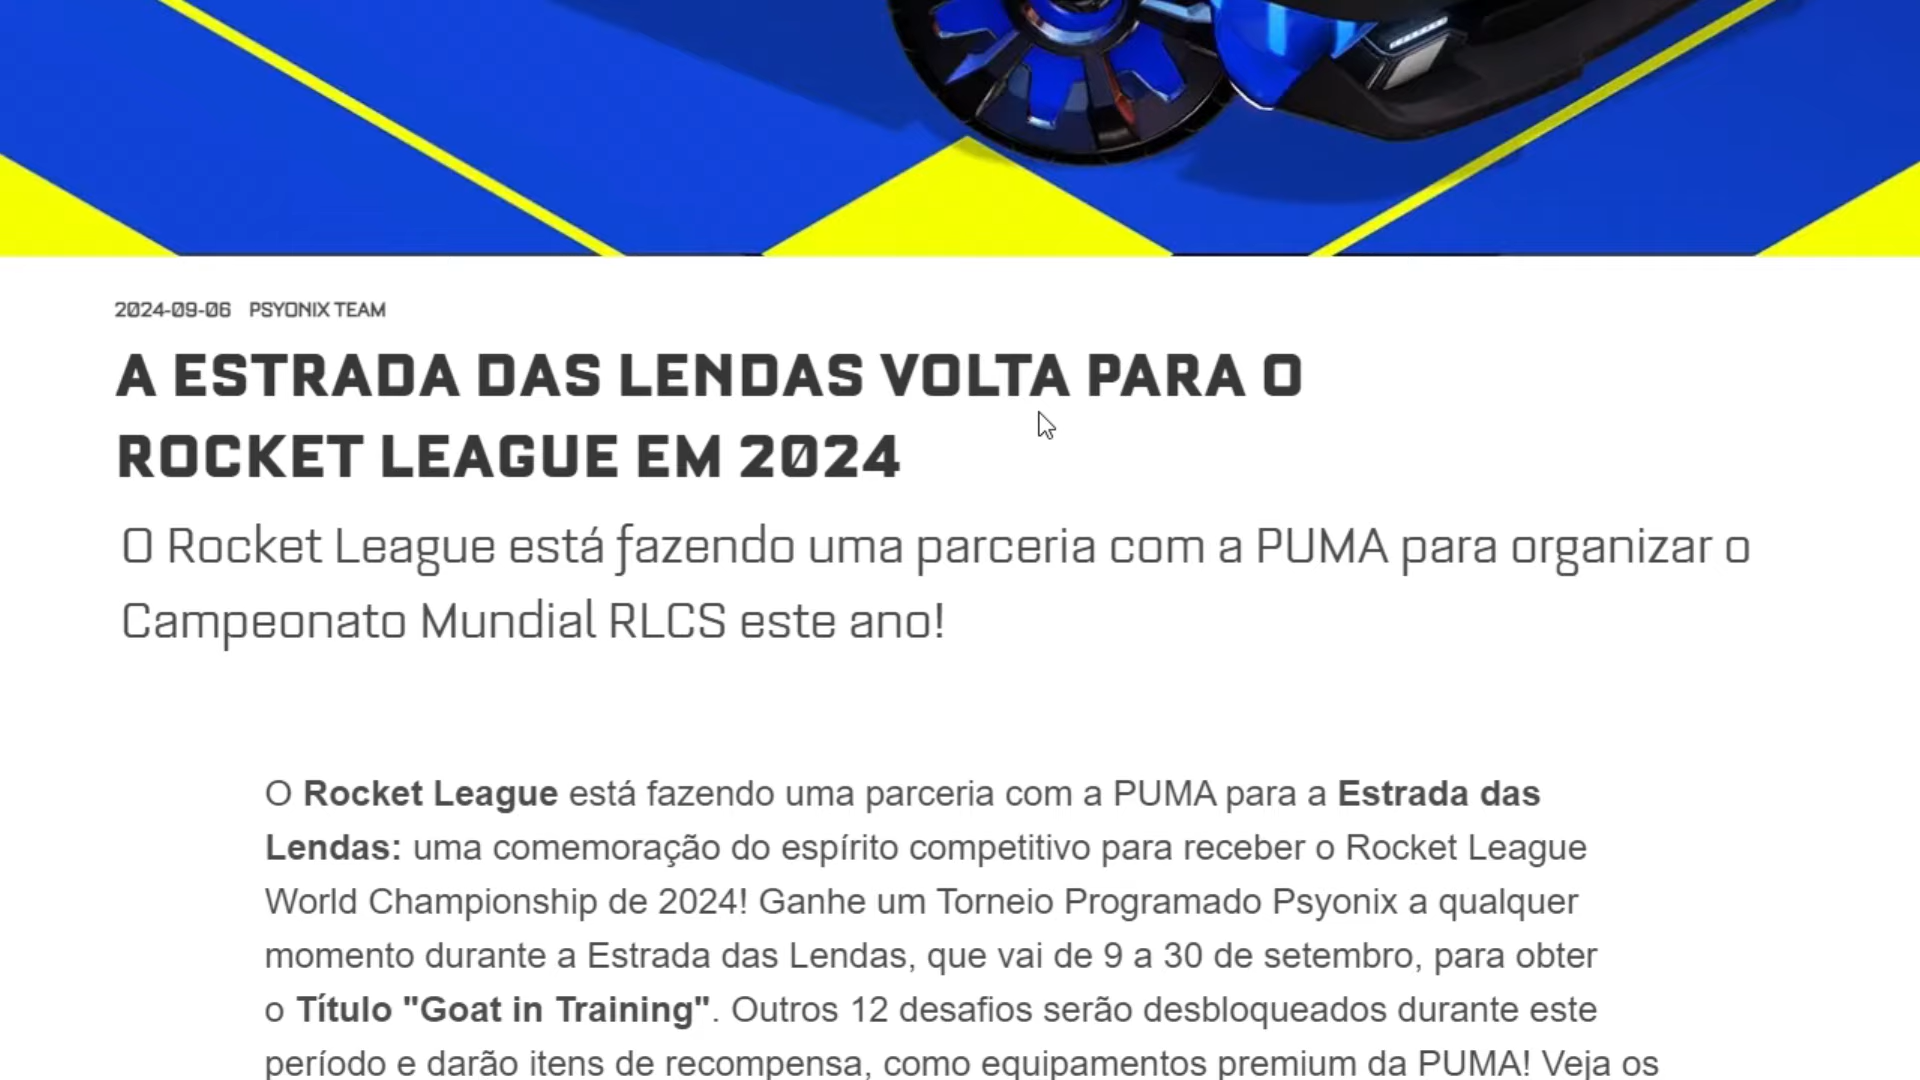 2024-09-06 PSYONIX TEAM
A ESTRADA DAS LENDAS VOLTA PARA O
ROCKET LEAGUE EM 2024
O Rocket League está fazendo uma parceria com a PUMA para organizar o
Campeonato Mundial RLCS este ano!
O Rocket League está fazendo uma parceria com a PUMA para a Estrada das
Lendas: uma comemoração do espírito competitivo para receber o Rocket League
World Championship de 2024! Ganhe um Torneio Programado Psyonix a qualquer
momento durante a Estrada das Lendas, que vai de 9 a 30 de setembro, para obter
o Título "Goat in Training". Outros 12 desafios serão desbloqueados durante este
período e darão itens de recompensa, como equipamentos premium da PUMA! Veja os